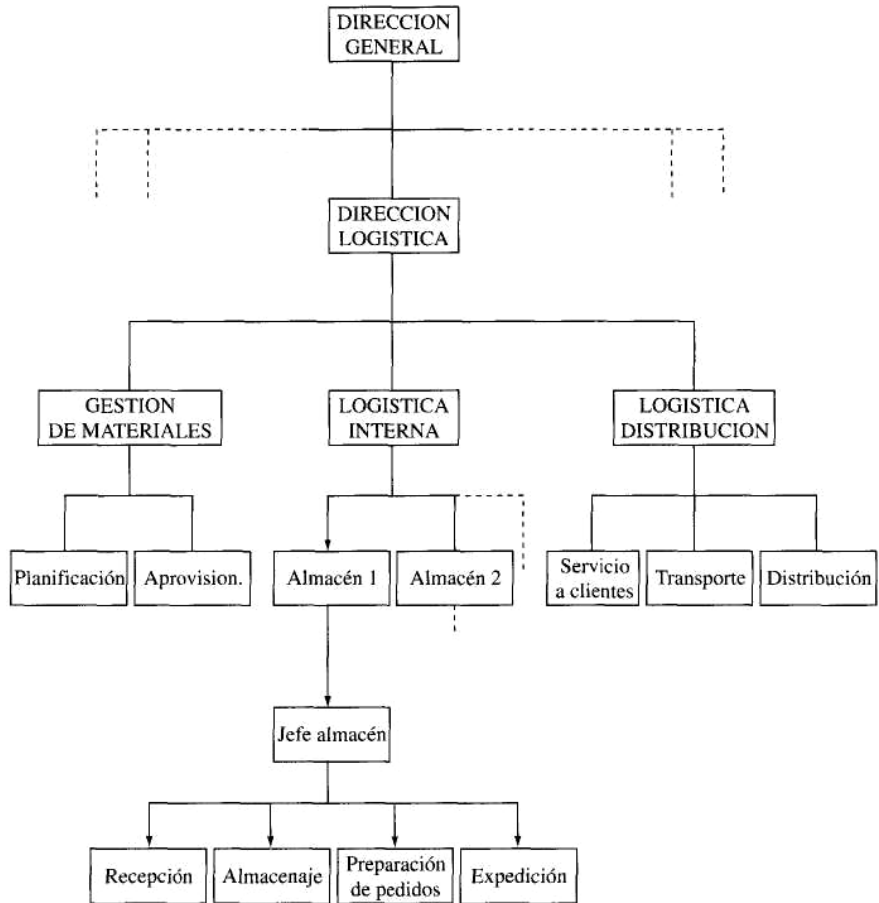 DIRECCION
GENERAL
DIRECCION
LOGISTICA
GESTION
DE MATERIALES
LOGISTICA
INTERNA
LOGISTICA
DISTRIBUCION
Planificación
Aprovision.
Almacén 1
Almacén 2
Servicio
a clientes
Transporte
Distribución
Jefe almacén
Recepción
Almacenaje
Preparación
de pedidos
Expedición